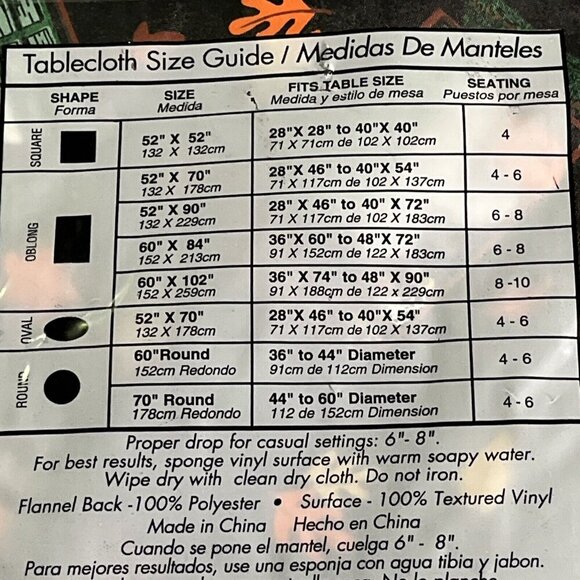 Tablecloth Size Guide / Medidas De Manteles
SHAPE Forma
SIZE Medida
FITS TABLE SIZE Medida y estilo de mesa
SEATING Puestos por mesa
SQUARE
52" X 52" 28"X 28" to 40"X 40" 4
132 X 132cm 71 X 71cm de 102 X 102cm
OBLONG
52" X 70" 28"X 46" to 40"X 54" 4 - 6
132 X 178cm 71 X 117cm de 102 X 137cm
52" X 90" 28" X 46" to 40" X 72" 6 - 8
132 X 229cm 71 X 117cm de 102 X 183cm
60" X 84" 36"X 60" to 48"X 72" 6 - 8
152 X 213cm 91 X 152cm de 122 X 183cm
60" X 102" 36"X 74" to 48" X 90" 8 -10
152 X 259cm 91 X 188cm de 122 x 229cm
OVAL
52" X 70" 28"X 46" to 40"X 54" 4 - 6
132 X 178cm 71 X 117cm de 102 X 137cm
ROUND
60"Round 36" to 44" Diameter 4 - 6
152cm Redondo 91cm de 112cm Dimension
70" Round 44" to 60" Diameter 4 - 6
178cm Redondo 112 de 152cm Dimension
Proper drop for casual settings: 6"- 8".
For best results, sponge vinyl surface with warm soapy water.
Wipe dry with clean dry cloth. Do not iron.
Flannel Back -100% Polyester • Surface - 100% Textured Vinyl
Made in China Hecho en China
Cuando se pone el mantel, cuelga 6" - 8".
Para mejores resultados, use una esponja con agua tibia y jabon.